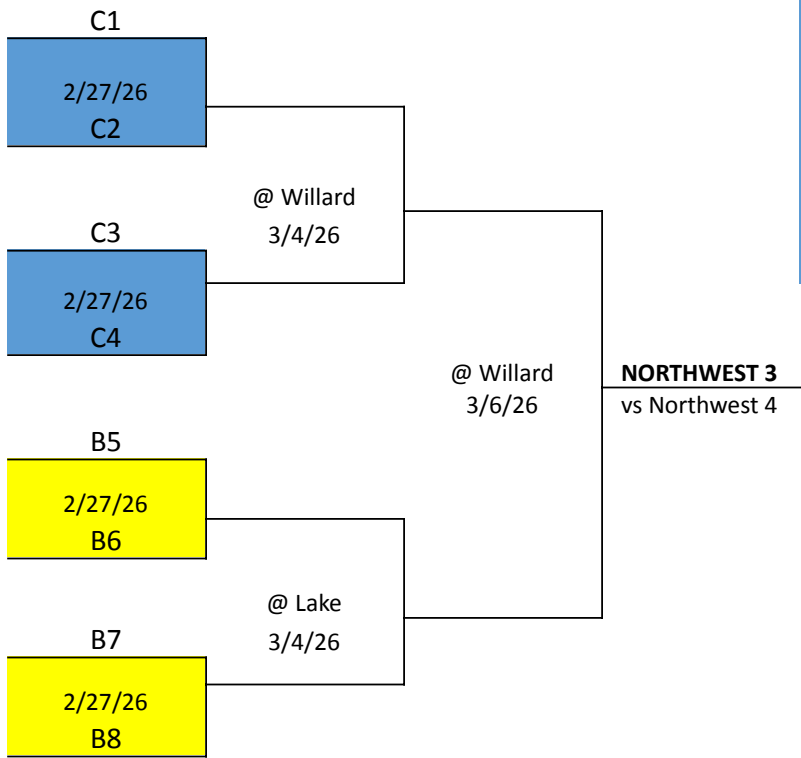 C1
2/27/26
C2
@ Willard
3/4/26
C3
2/27/26
C4
@ Willard
3/6/26
NORTHWEST 3
vs Northwest 4
B5
2/27/26
B6
@ Lake
3/4/26
B7
2/27/26
B8